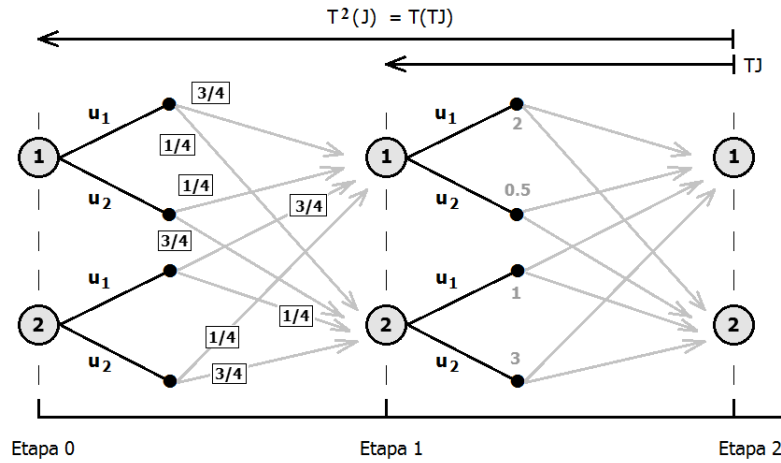 T²(J) = T(TJ)
TJ
3/4
u₁
1/4
u₁
2
1
1
1
1/4
0.5
u₂
3/4
u₂
3/4
u₁
u₁
1/4
1
2
2
2
1/4
u₂
3/4
u₂
3
Etapa 0
Etapa 1
Etapa 2